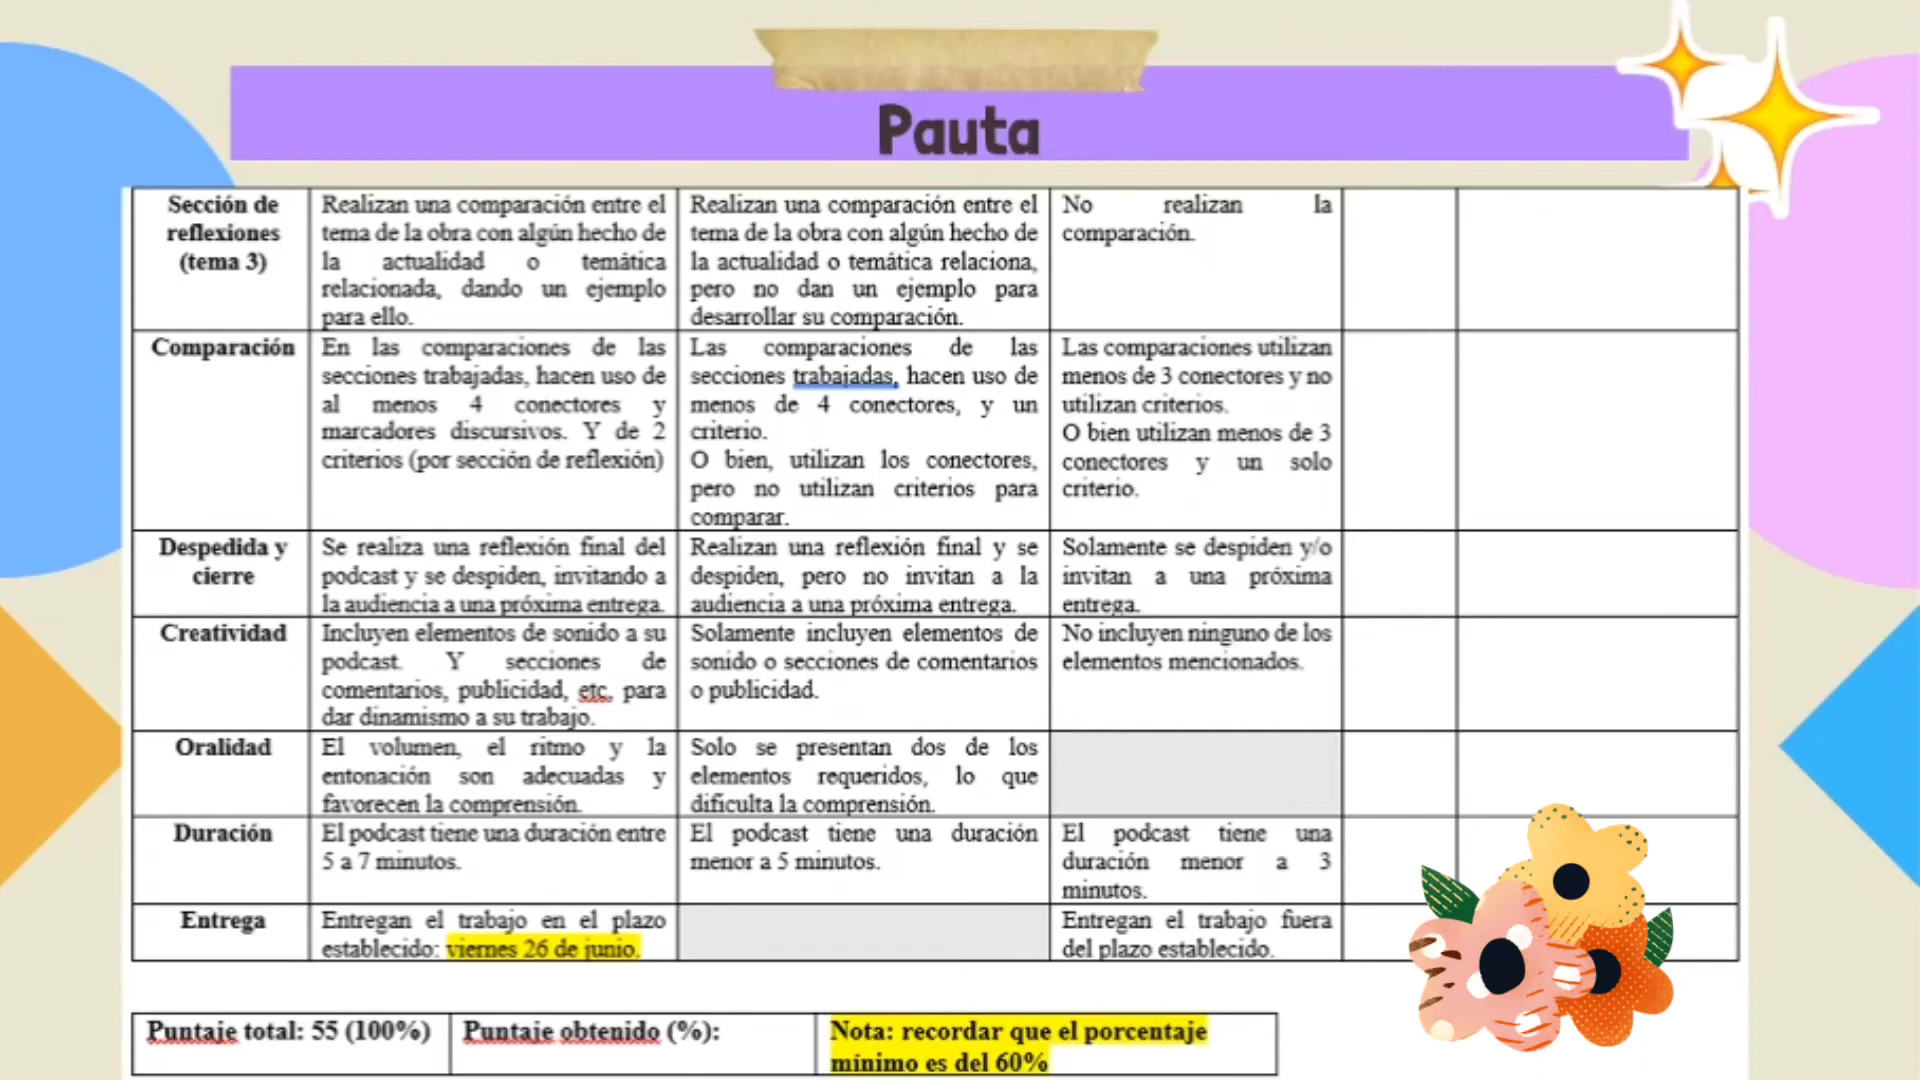 Pauta
Sección de
reflexiones
(tema 3)
Realizan una comparación entre el
tema de la obra con algún hecho de
la actualidad o temática
relacionada, dando un ejemplo
para ello.
Realizan una comparación entre el
tema de la obra con algún hecho de
la actualidad o temática relaciona,
pero no dan un ejemplo para
desarrollar su comparación.
No realizan la
comparación.
Comparación
En las comparaciones de las
secciones trabajadas, hacen uso de
al menos 4 conectores y
marcadores discursivos. Y de 2
criterios (por sección de reflexión)
Las comparaciones de las
secciones trabajadas, hacen uso de
menos de 4 conectores, y un
criterio.
O bien, utilizan los conectores,
pero no utilizan criterios para
comparar.
Las comparaciones utilizan
menos de 3 conectores y no
utilizan criterios.
O bien utilizan menos de 3
conectores y un solo
criterio.
Despedida y
cierre
Se realiza una reflexión final del
podcast y se despiden, invitando a
la audiencia a una próxima entrega.
Realizan una reflexión final y se
despiden, pero no invitan a la
audiencia a una próxima entrega.
Solamente se despiden y/o
invitan a una próxima
entrega.
Creatividad
Incluyen elementos de sonido a su
podcast. Y secciones de
comentarios, publicidad, etc. para
dar dinamismo a su trabajo.
Solamente incluyen elementos de
sonido o secciones de comentarios
o publicidad.
No incluyen ninguno de los
elementos mencionados.
Oralidad
El volumen, el ritmo y la
entonación son adecuadas y
favorecen la comprensión.
Solo se presentan dos de los
elementos requeridos, lo que
dificulta la comprensión.
Duración
El podcast tiene una duración entre
5 a 7 minutos.
El podcast tiene una duración
menor a 5 minutos.
El podcast tiene una
duración menor a 3
minutos.
Entrega
Entregan el trabajo en el plazo
establecido: viernes 26 de junio.
Entregan el trabajo fuera
del plazo establecido.
Puntaje total: 55 (100%)
Puntaje obtenido (%):
Nota: recordar que el porcentaje
mínimo es del 60%